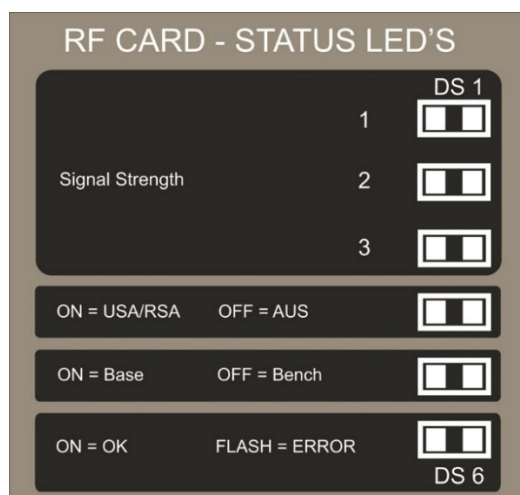 RF CARD - STATUS LED'S
DS 1
1
Signal Strength 2
3
ON = USA/RSA OFF = AUS
ON = Base OFF = Bench
ON = OK FLASH = ERROR
DS 6